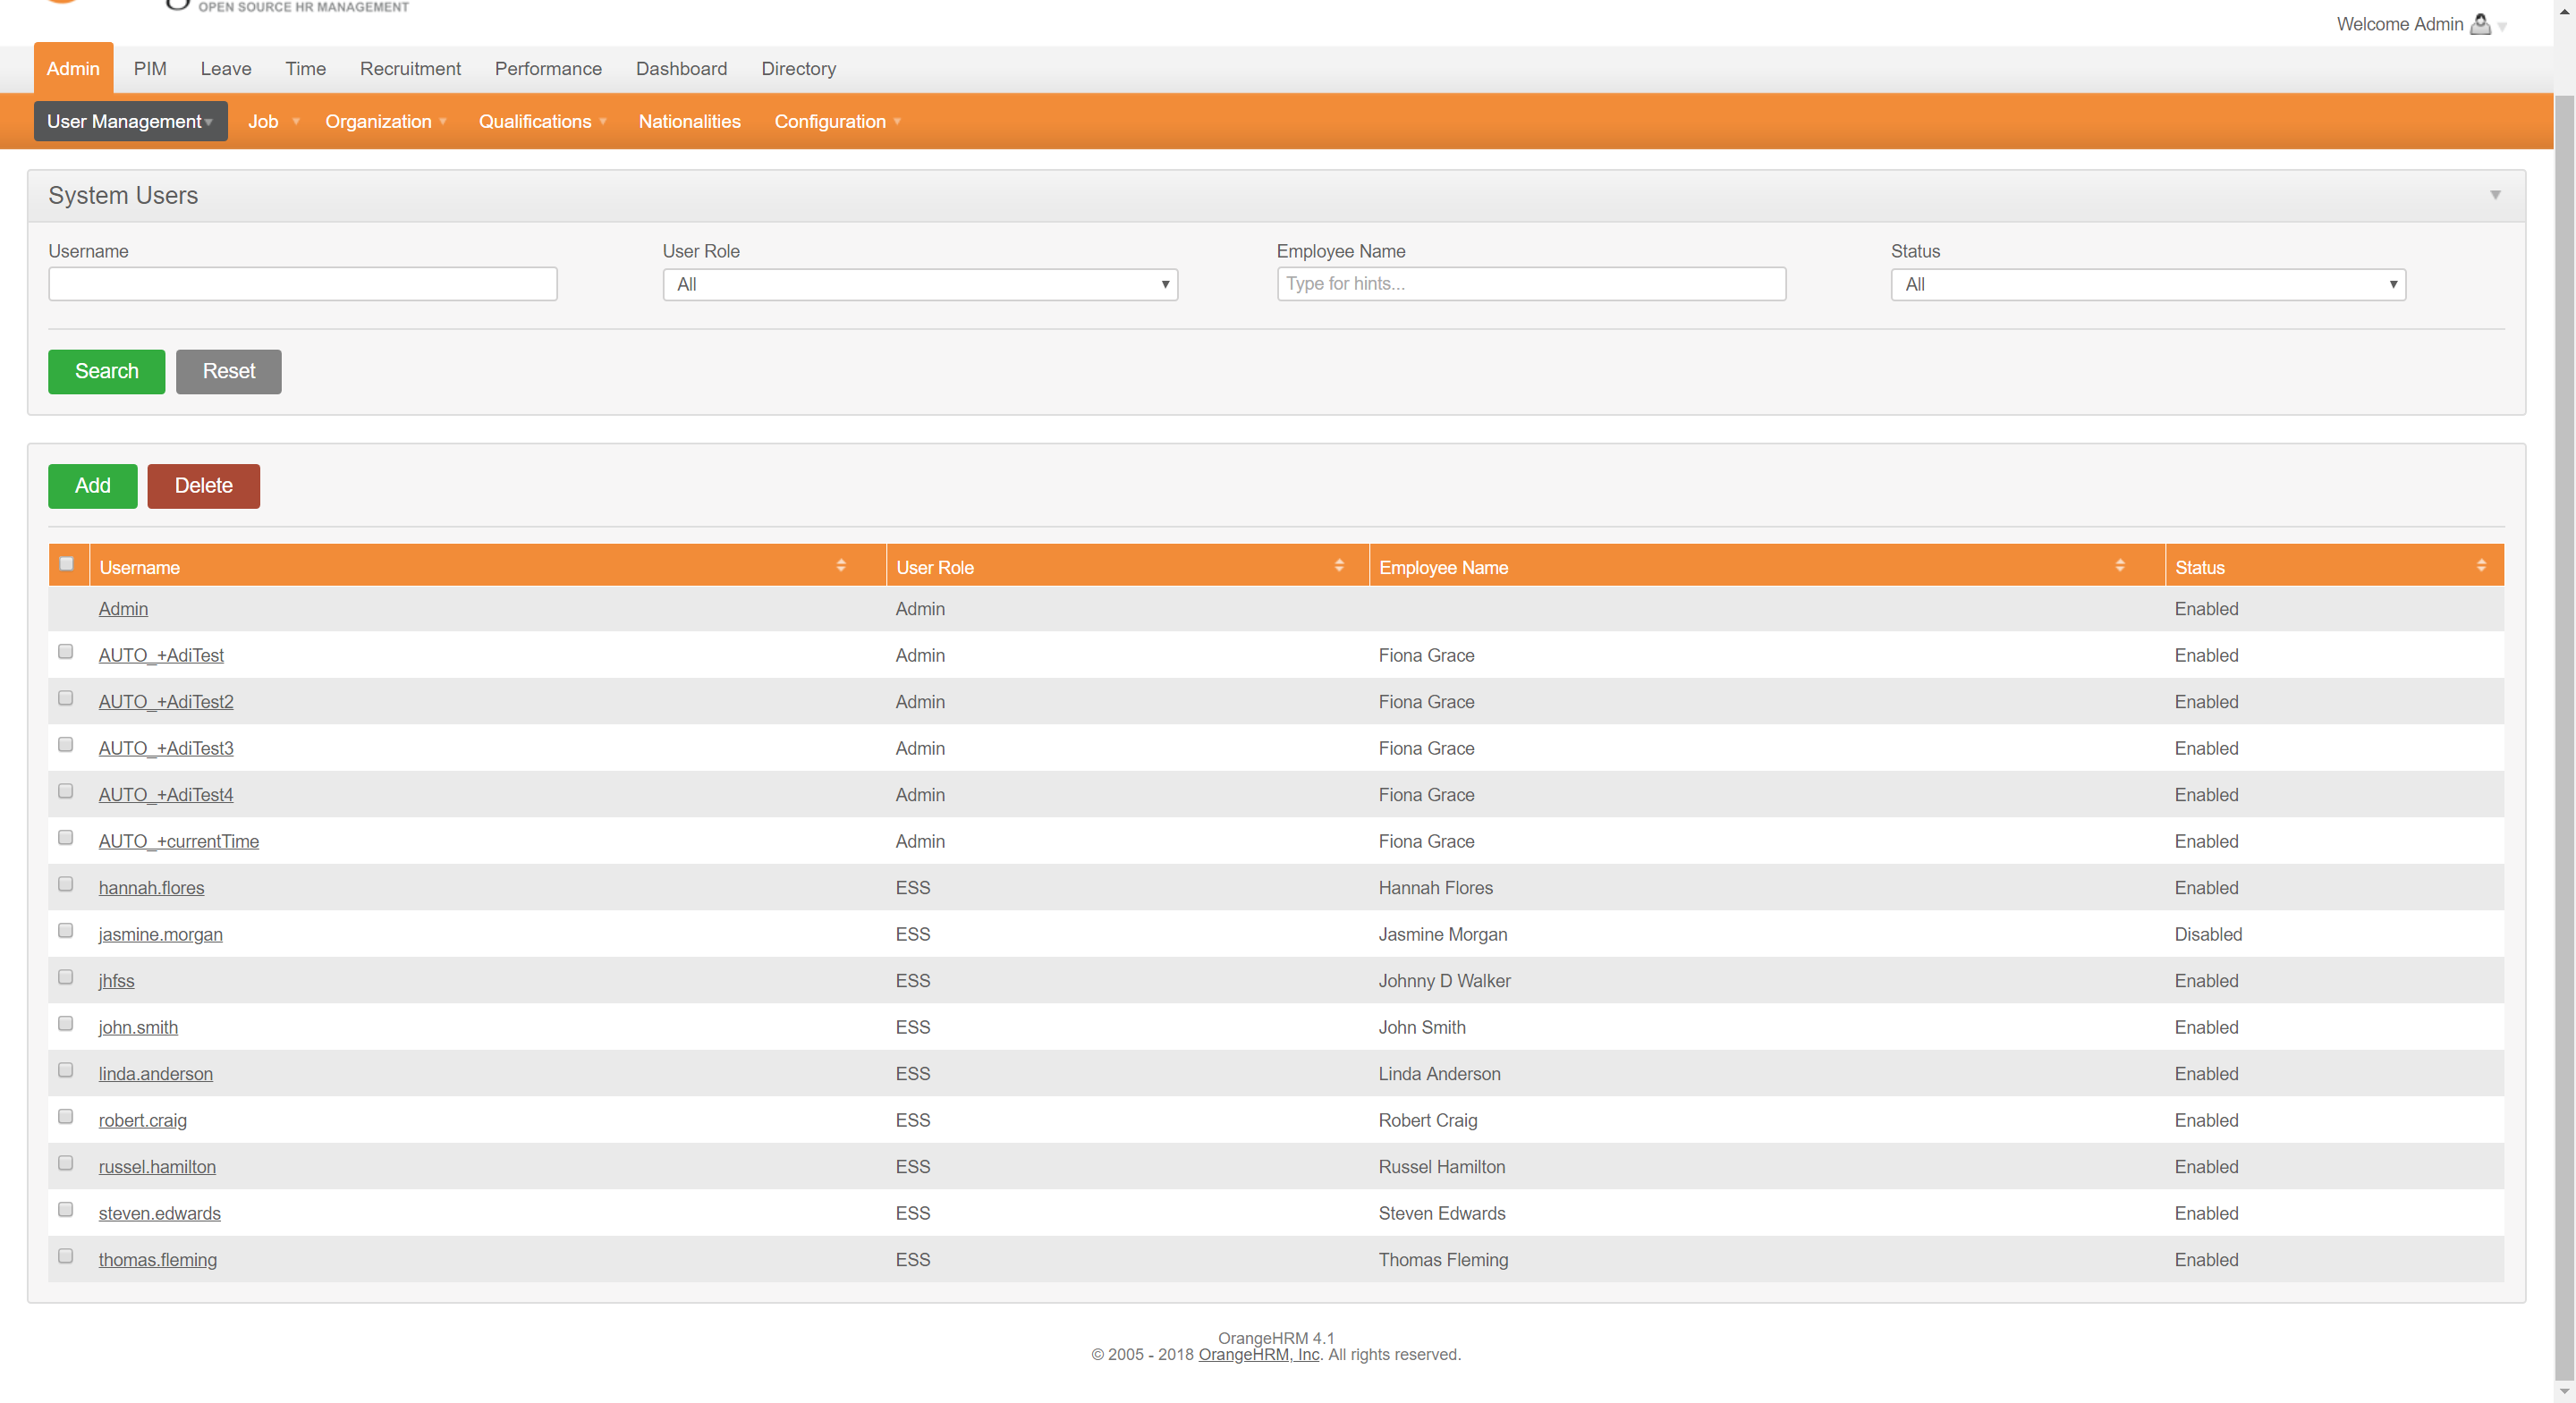 OPEN SOURCE HR MANAGEMENT
Welcome Admin
Admin PIM Leave Time Recruitment Performance Dashboard Directory
User Management Job Organization Qualifications Nationalities Configuration
System Users
Username User Role Employee Name Status
All Type for hints... All
Search Reset
Add Delete
Username User Role Employee Name Status
Admin Admin Enabled
AUTO_+AdiTest Admin Fiona Grace Enabled
AUTO_+AdiTest2 Admin Fiona Grace Enabled
AUTO_+AdiTest3 Admin Fiona Grace Enabled
AUTO_+AdiTest4 Admin Fiona Grace Enabled
AUTO_+currentTime Admin Fiona Grace Enabled
hannah.flores ESS Hannah Flores Enabled
jasmine.morgan ESS Jasmine Morgan Disabled
jhfss ESS Johnny D Walker Enabled
john.smith ESS John Smith Enabled
linda.anderson ESS Linda Anderson Enabled
robert.craig ESS Robert Craig Enabled
russel.hamilton ESS Russel Hamilton Enabled
steven.edwards ESS Steven Edwards Enabled
thomas.fleming ESS Thomas Fleming Enabled
OrangeHRM 4.1
© 2005 - 2018 OrangeHRM, Inc. All rights reserved.